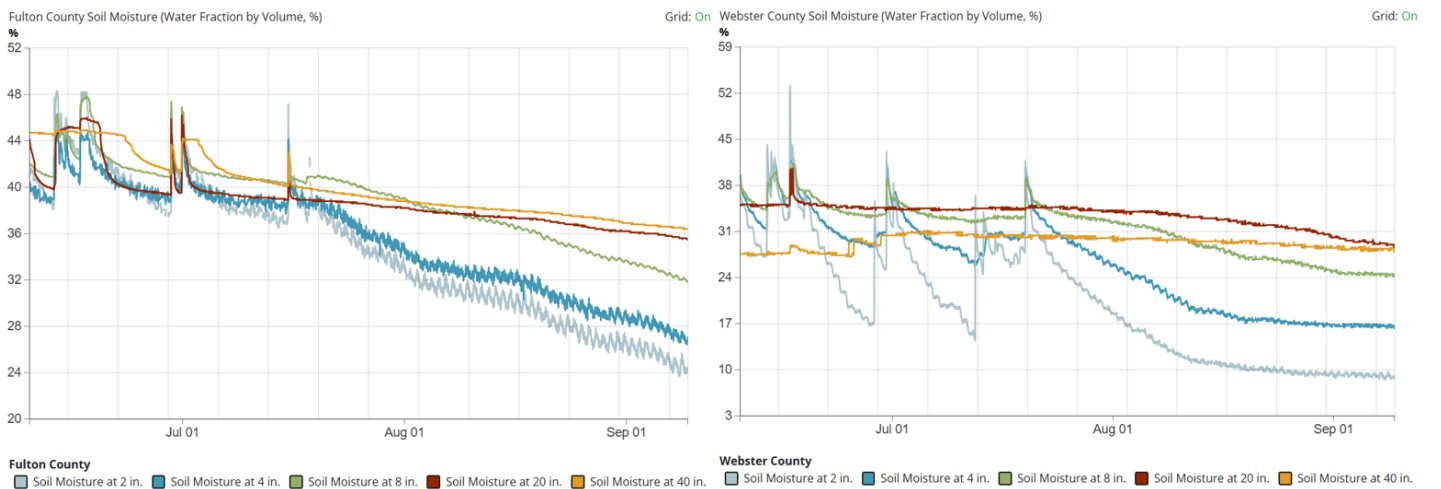 Fulton County Soil Moisture (Water Fraction by Volume, %)
Grid: On
%
52
48
44
40
36
32
28
24
20
Jul 01
Aug 01
Sep 01
Fulton County
Soil Moisture at 2 in.
Soil Moisture at 4 in.
Soil Moisture at 8 in.
Soil Moisture at 20 in.
Soil Moisture at 40 in.
Webster County Soil Moisture (Water Fraction by Volume, %)
Grid: On
%
59
52
45
38
31
24
17
10
3
Jul 01
Aug 01
Sep 01
Webster County
Soil Moisture at 2 in.
Soil Moisture at 4 in.
Soil Moisture at 8 in.
Soil Moisture at 20 in.
Soil Moisture at 40 in.